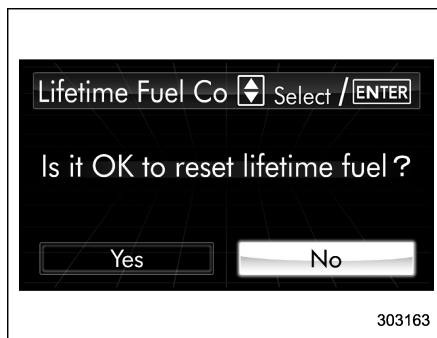 Lifetime Fuel Co Select / ENTER
Is it OK to reset lifetime fuel?
Yes No
303163